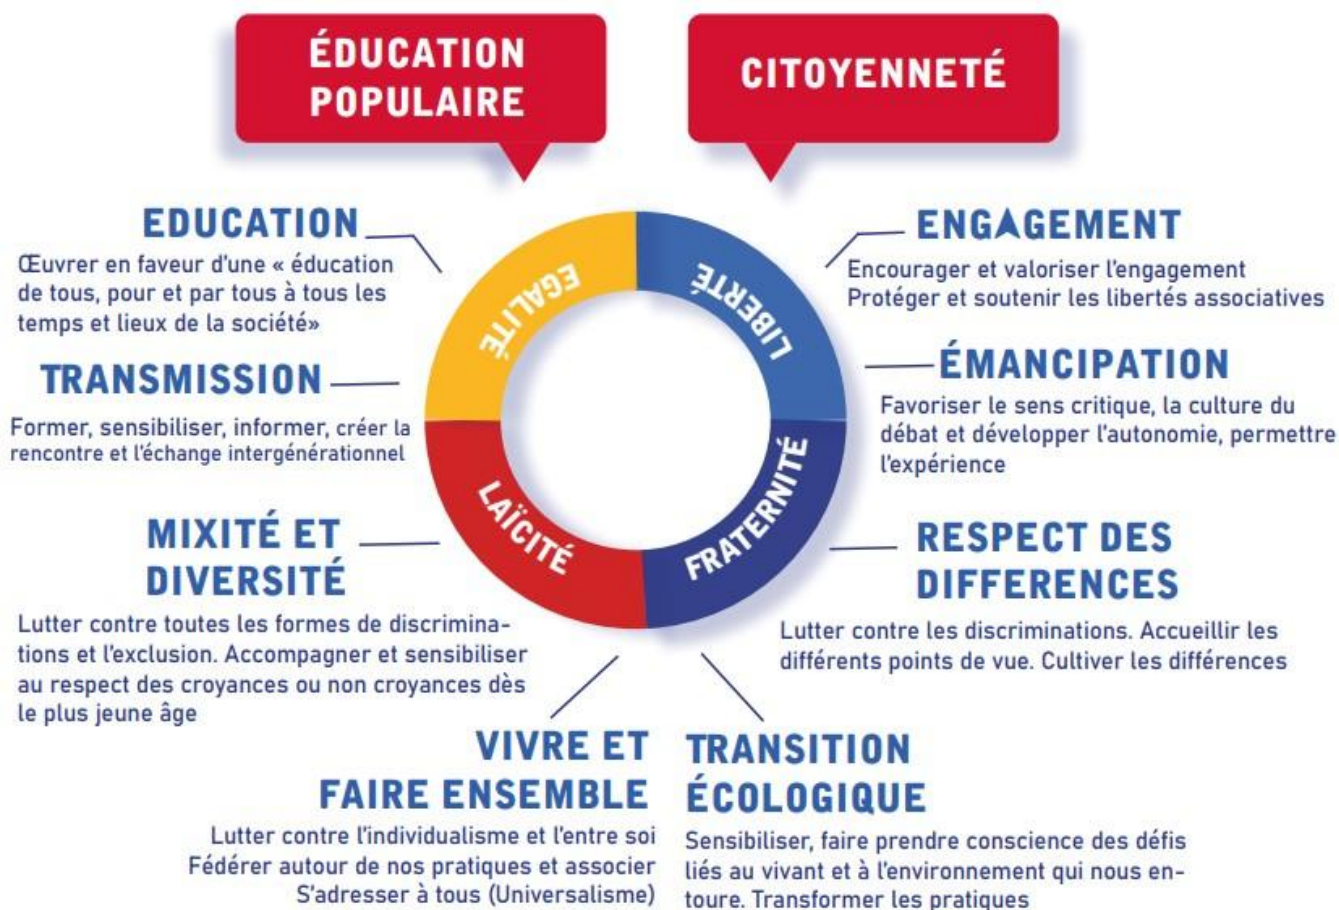 ÉDUCATION
POPULAIRE
CITOYENNETÉ
EDUCATION
Œuvrer en faveur d'une « éducation
de tous, pour et par tous à tous les
temps et lieux de la société»
TRANSMISSION
Former, sensibiliser, informer, créer la
rencontre et l'échange intergénérationnel
MIXITÉ ET
DIVERSITÉ
Lutter contre toutes les formes de discrimina-
tions et l'exclusion. Accompagner et sensibiliser
au respect des croyances ou non croyances dès
le plus jeune âge
VIVRE ET
FAIRE ENSEMBLE
Lutter contre l'individualisme et l'entre soi
Fédérer autour de nos pratiques et associer
S'adresser à tous (Universalisme)
EGALITÉ
LIBERTÉ
LAÏCITÉ
FRATERNITÉ
ENGAGEMENT
Encourager et valoriser l'engagement
Protéger et soutenir les libertés associatives
ÉMANCIPATION
Favoriser le sens critique, la culture du
débat et développer l'autonomie, permettre
l'expérience
RESPECT DES
DIFFERENCES
Lutter contre les discriminations. Accueillir les
différents points de vue. Cultiver les différences
TRANSITION
ÉCOLOGIQUE
Sensibiliser, faire prendre conscience des défis
liés au vivant et à l'environnement qui nous en-
toure. Transformer les pratiques